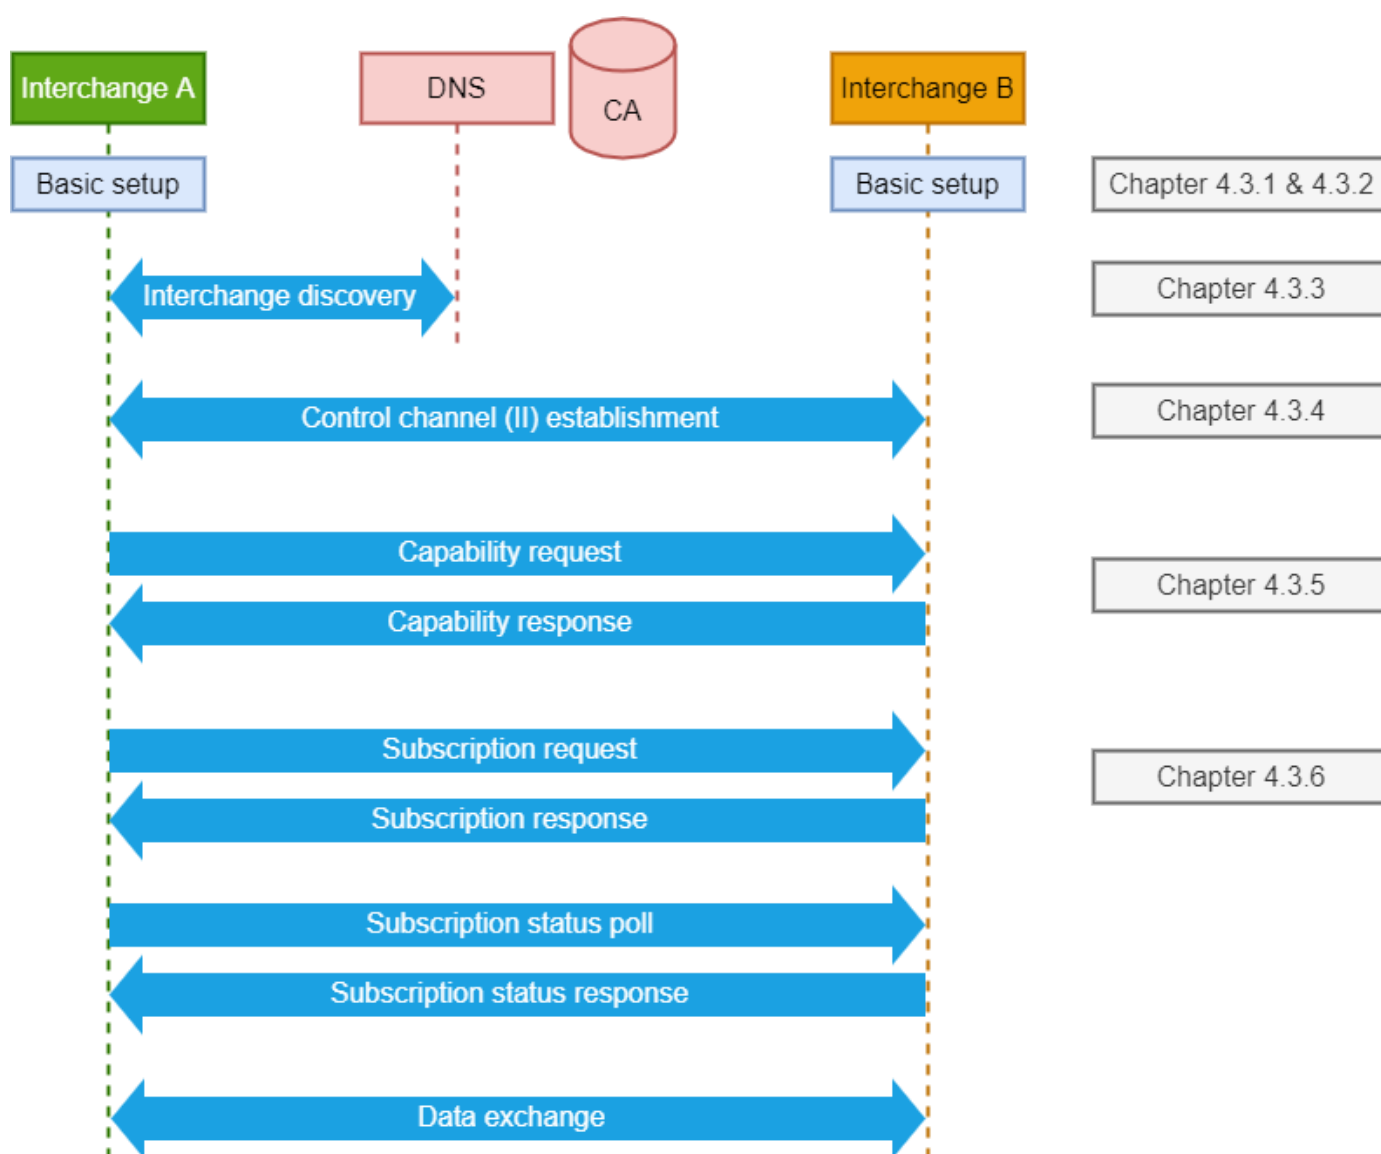 Interchange A
DNS
CA
Interchange B
Basic setup
Basic setup
Chapter 4.3.1 & 4.3.2
Interchange discovery
Chapter 4.3.3
Control channel (II) establishment
Chapter 4.3.4
Capability request
Chapter 4.3.5
Capability response
Subscription request
Chapter 4.3.6
Subscription response
Subscription status poll
Subscription status response
Data exchange